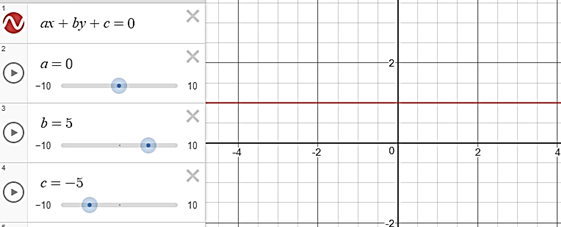 1
ax + by + c = 0
2
a = 0
-10 10
3
b = 5
-10 10
4
c = −5
-10 10
2
-4 -2 0 2 4
-2